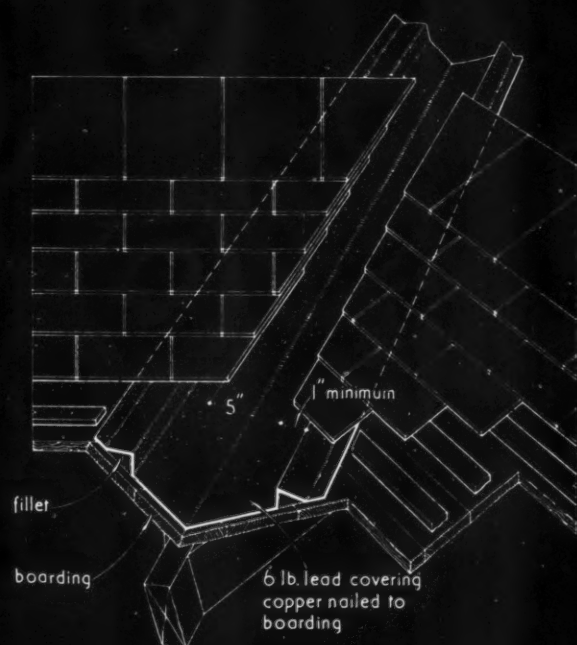 5"
1" minimum
fillet
boarding
6 lb. lead covering
copper nailed to
boarding